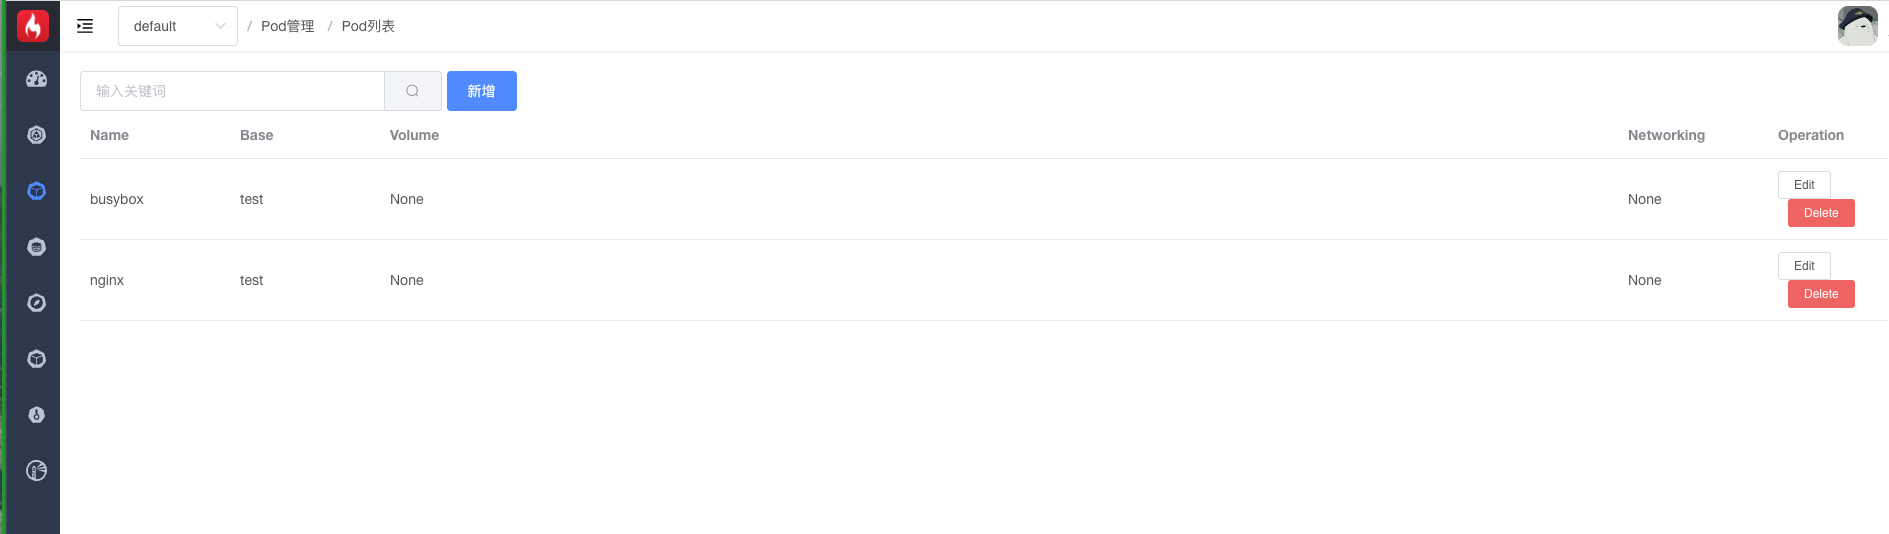 default / Pod管理 / Pod列表
输入关键词 新增
Name Base Volume Networking Operation
busybox test None None Edit
Delete
nginx test None None Edit
Delete